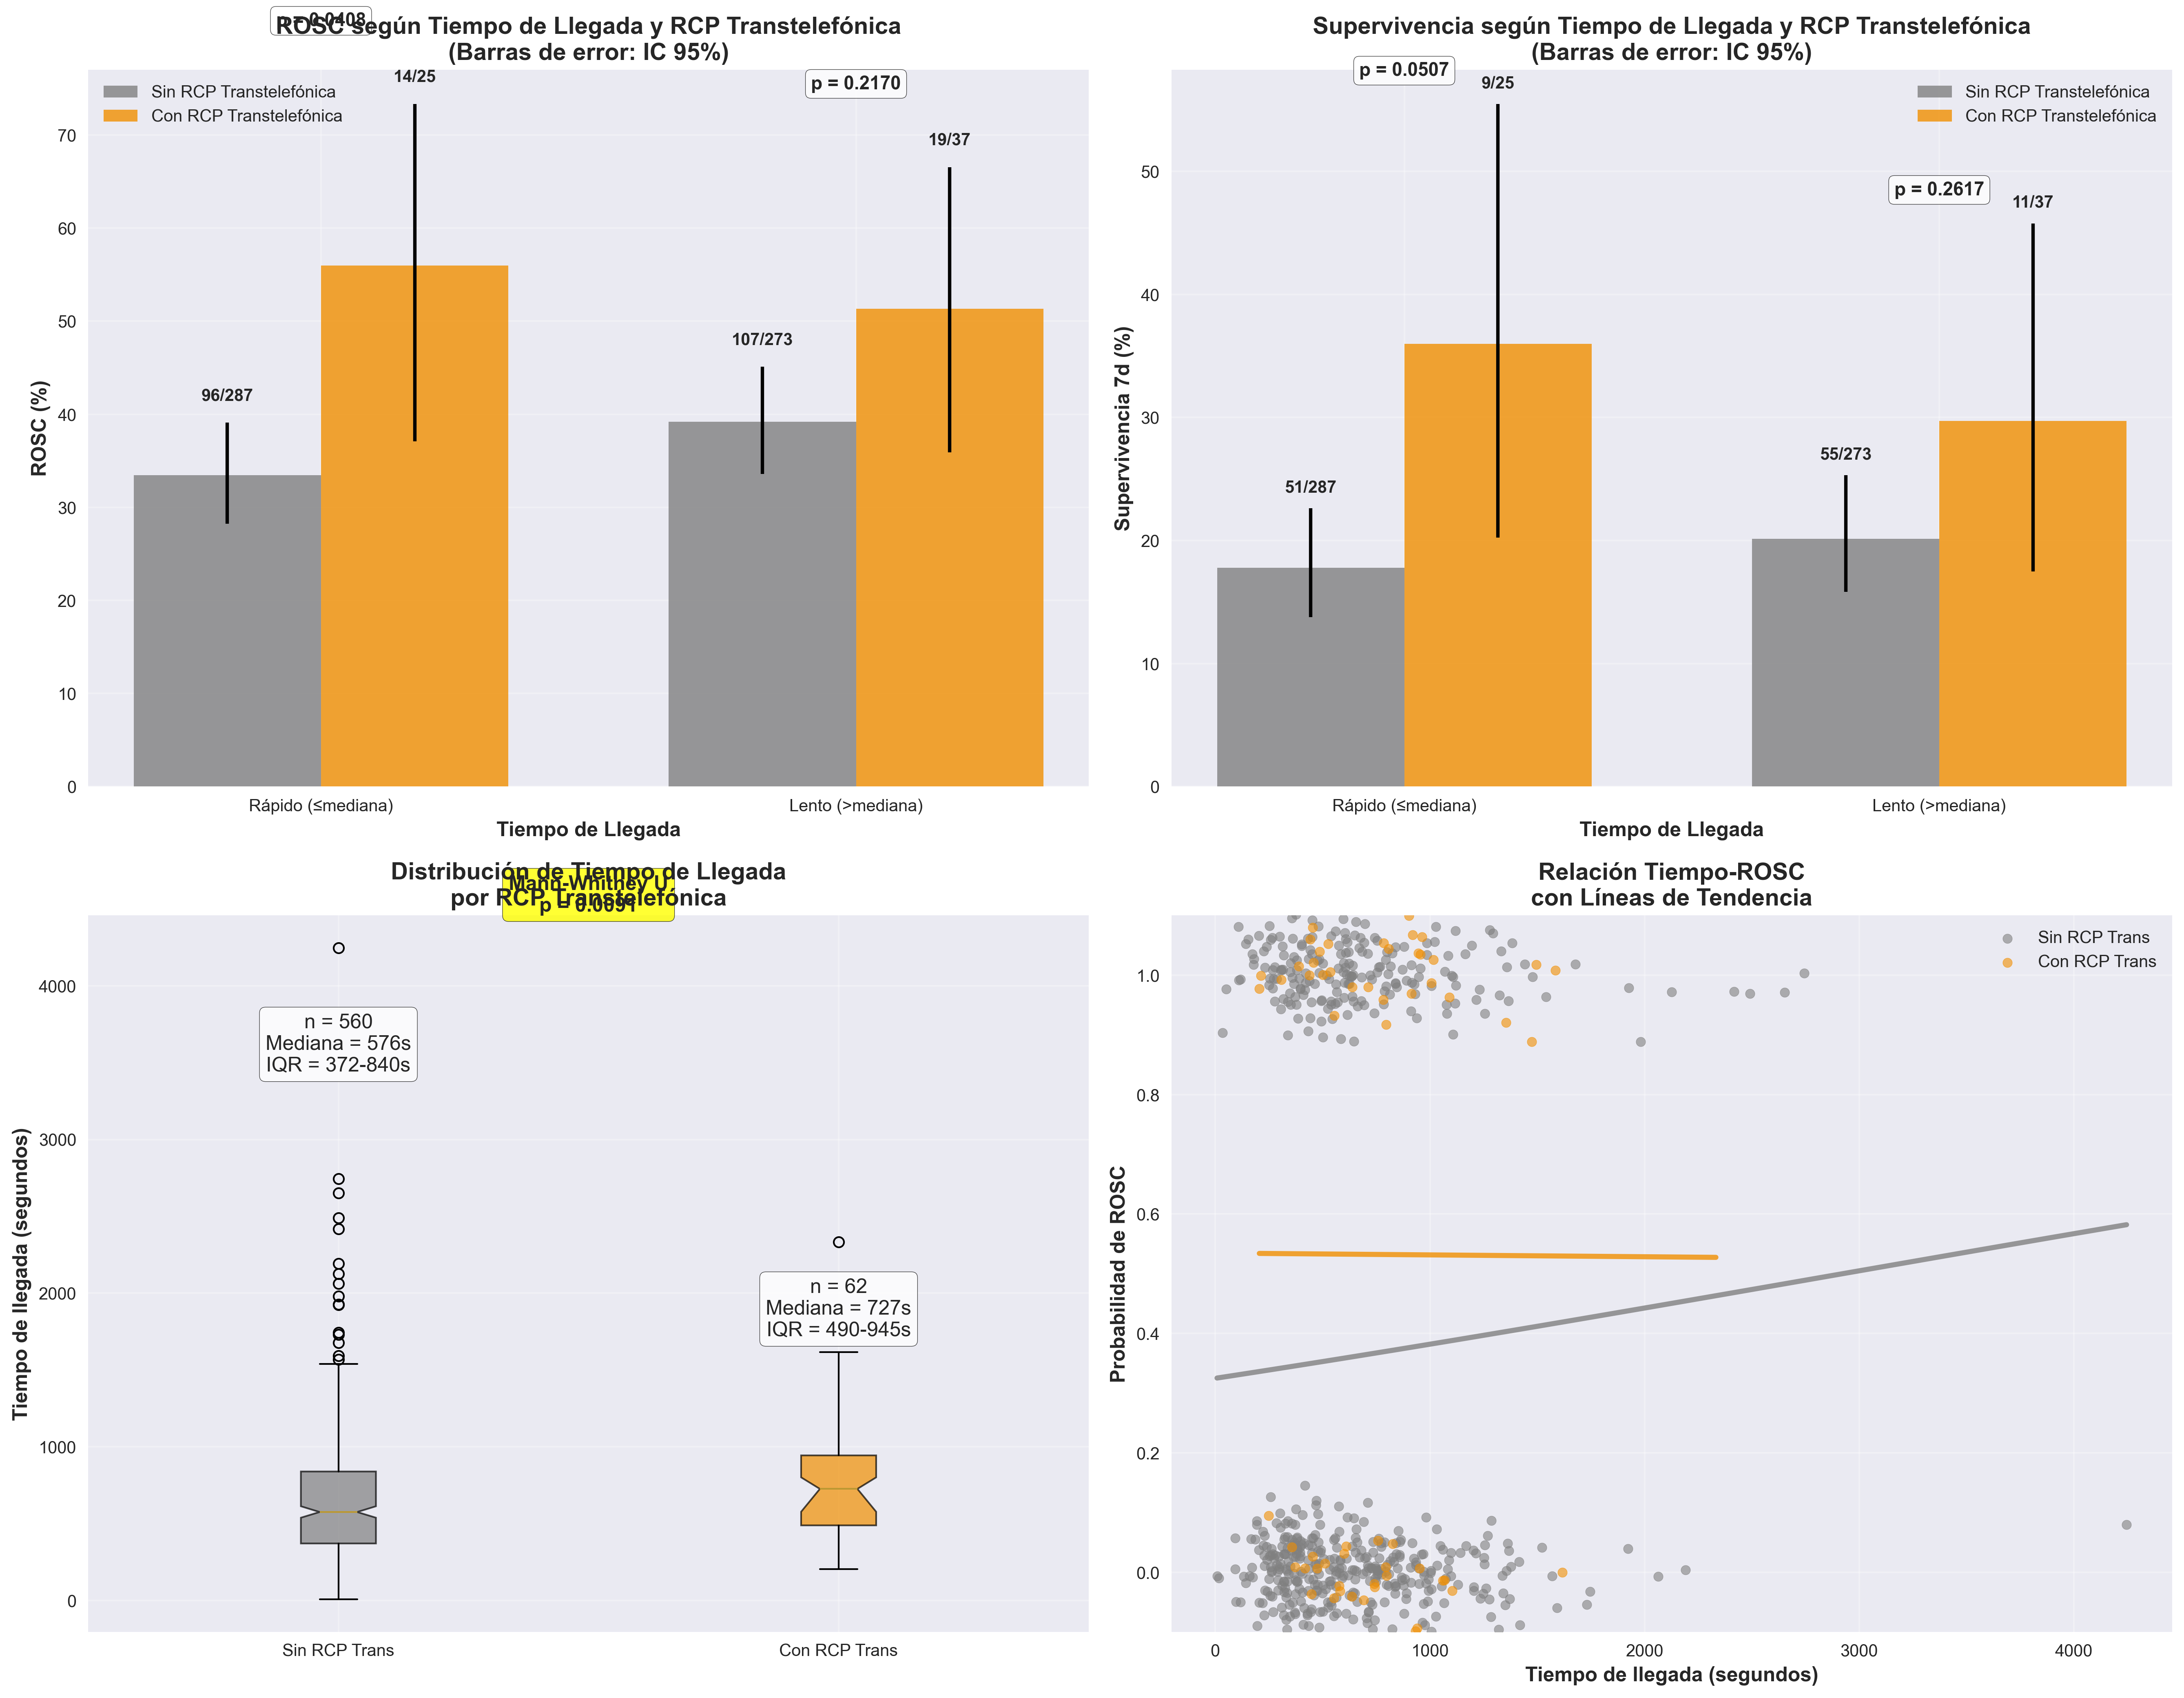 ROSC según Tiempo de Llegada y RCP Transtelefónica
(Barras de error: IC 95%)
p = 0.0408
p = 0.2170
Sin RCP Transtelefónica
Con RCP Transtelefónica
96/287
14/25
107/273
19/37
ROSC (%)
70
60
50
40
30
20
10
0
Rápido (≤mediana)
Lento (>mediana)
Tiempo de Llegada
Supervivencia según Tiempo de Llegada y RCP Transtelefónica
(Barras de error: IC 95%)
p = 0.0507
p = 0.2617
Sin RCP Transtelefónica
Con RCP Transtelefónica
51/287
9/25
55/273
11/37
Supervivencia 7d (%)
50
40
30
20
10
0
Rápido (≤mediana)
Lento (>mediana)
Tiempo de Llegada
Distribución de Tiempo de Llegada
por RCP Transtelefónica
Mann-Whitney U
p = 0.0091
n = 560
Mediana = 576s
IQR = 372-840s
n = 62
Mediana = 727s
IQR = 490-945s
Tiempo de llegada (segundos)
4000
3000
2000
1000
0
Sin RCP Trans
Con RCP Trans
Relación Tiempo-ROSC
con Líneas de Tendencia
Sin RCP Trans
Con RCP Trans
Probabilidad de ROSC
1.0
0.8
0.6
0.4
0.2
0.0
0
1000
2000
3000
4000
Tiempo de llegada (segundos)